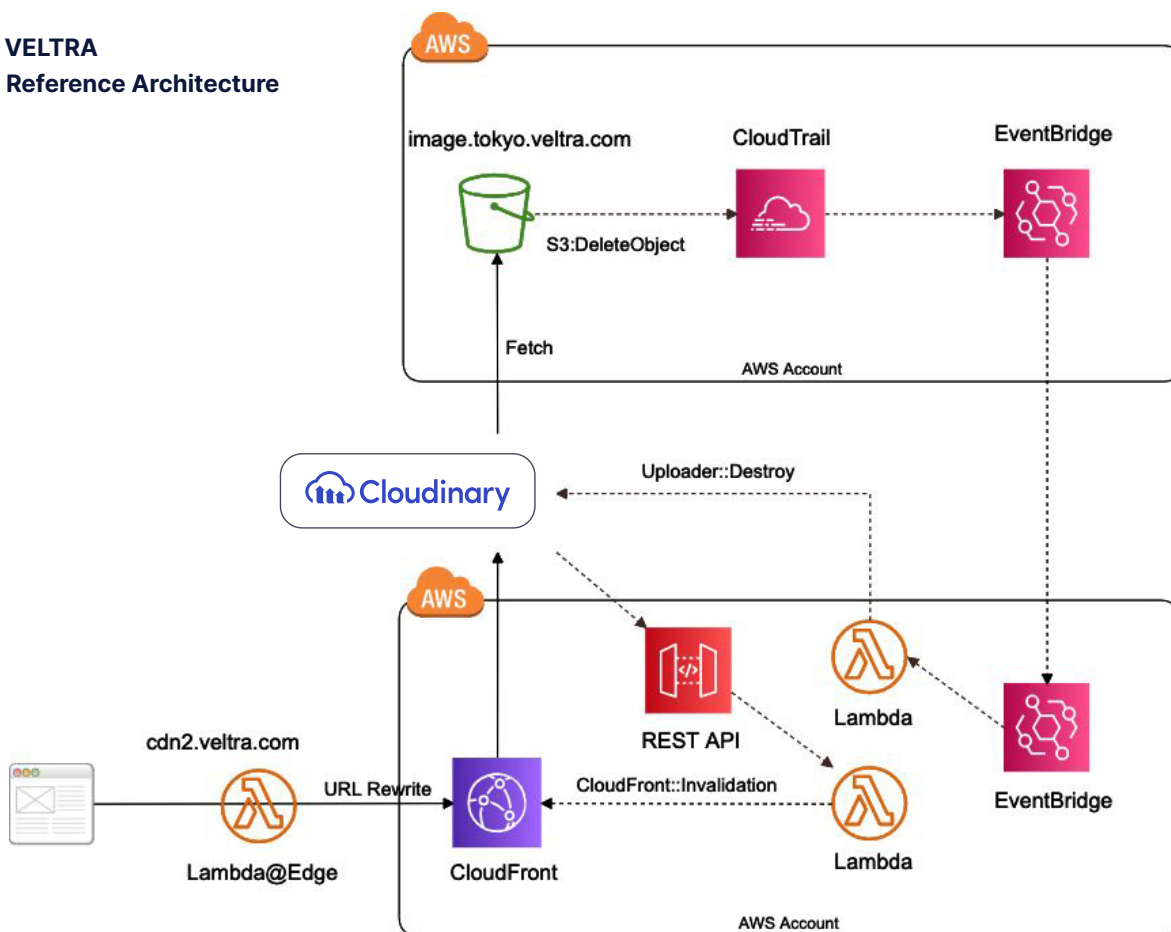 VELTRA
Reference Architecture
AWS
image.tokyo.veltra.com
CloudTrail
EventBridge
S3:DeleteObject
Fetch
AWS Account
Cloudinary
Uploader::Destroy
AWS
Lambda
REST API
cdn2.veltra.com
URL Rewrite
CloudFront::Invalidation
EventBridge
Lambda@Edge
CloudFront
Lambda
AWS Account